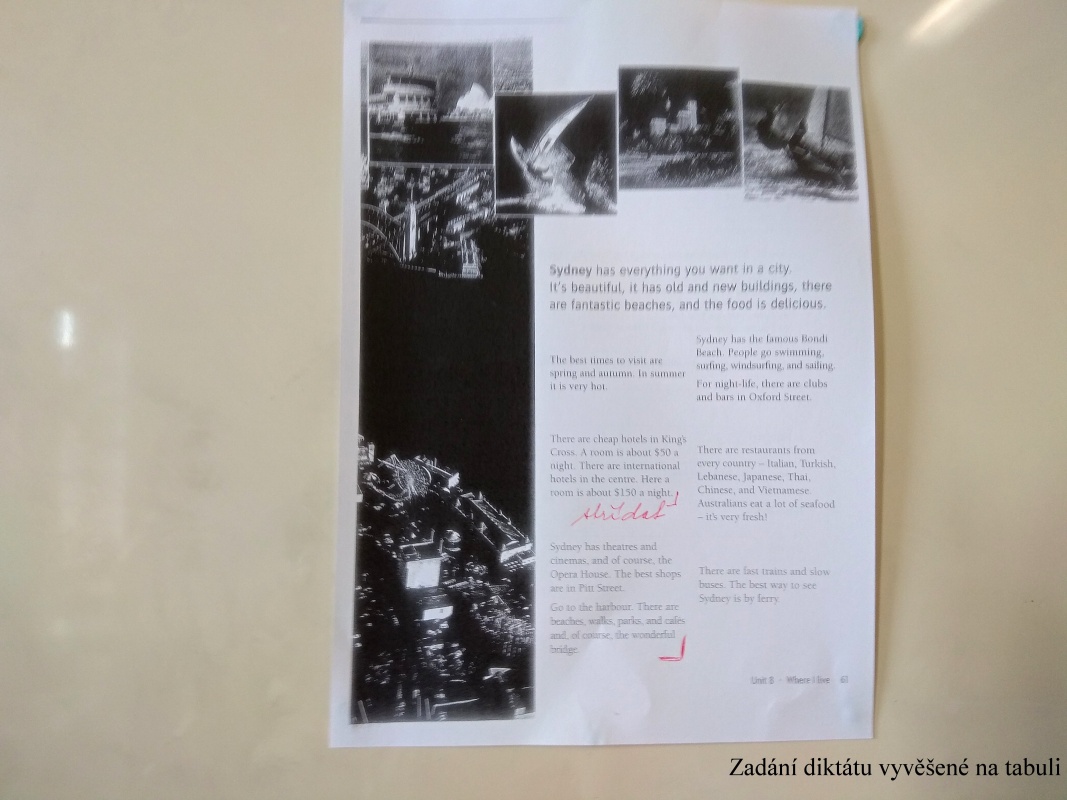 Sydney has everything you want in a city.
It's beautiful, it has old and new buildings, there
are fantastic beaches, and the food is delicious.
The best times to visit are
spring and autumn. In summer
it is very hot.
There are cheap hotels in King's
Cross. A room is about $50 a
night. There are international
hotels in the centre. Here a
room is about $150 a night.
střídat
Sydney has theatres and
cinemas, and of course, the
Opera House. The best shops
are in Pitt Street.
Go to the harbour. There are
beaches, walks, parks, and cafés
and, of course, the wonderful
bridge.
Sydney has the famous Bondi
Beach. People go swimming,
surfing, windsurfing, and sailing.
For night-life, there are clubs
and bars in Oxford Street.
There are restaurants from
every country – Italian, Turkish,
Lebanese, Japanese, Thai,
Chinese, and Vietnamese.
Australians eat a lot of seafood
– it's very fresh!
There are fast trains and slow
buses. The best way to see
Sydney is by ferry
Unit 8 · Where I live 61
Zadání diktátu vyvěšené na tabuli